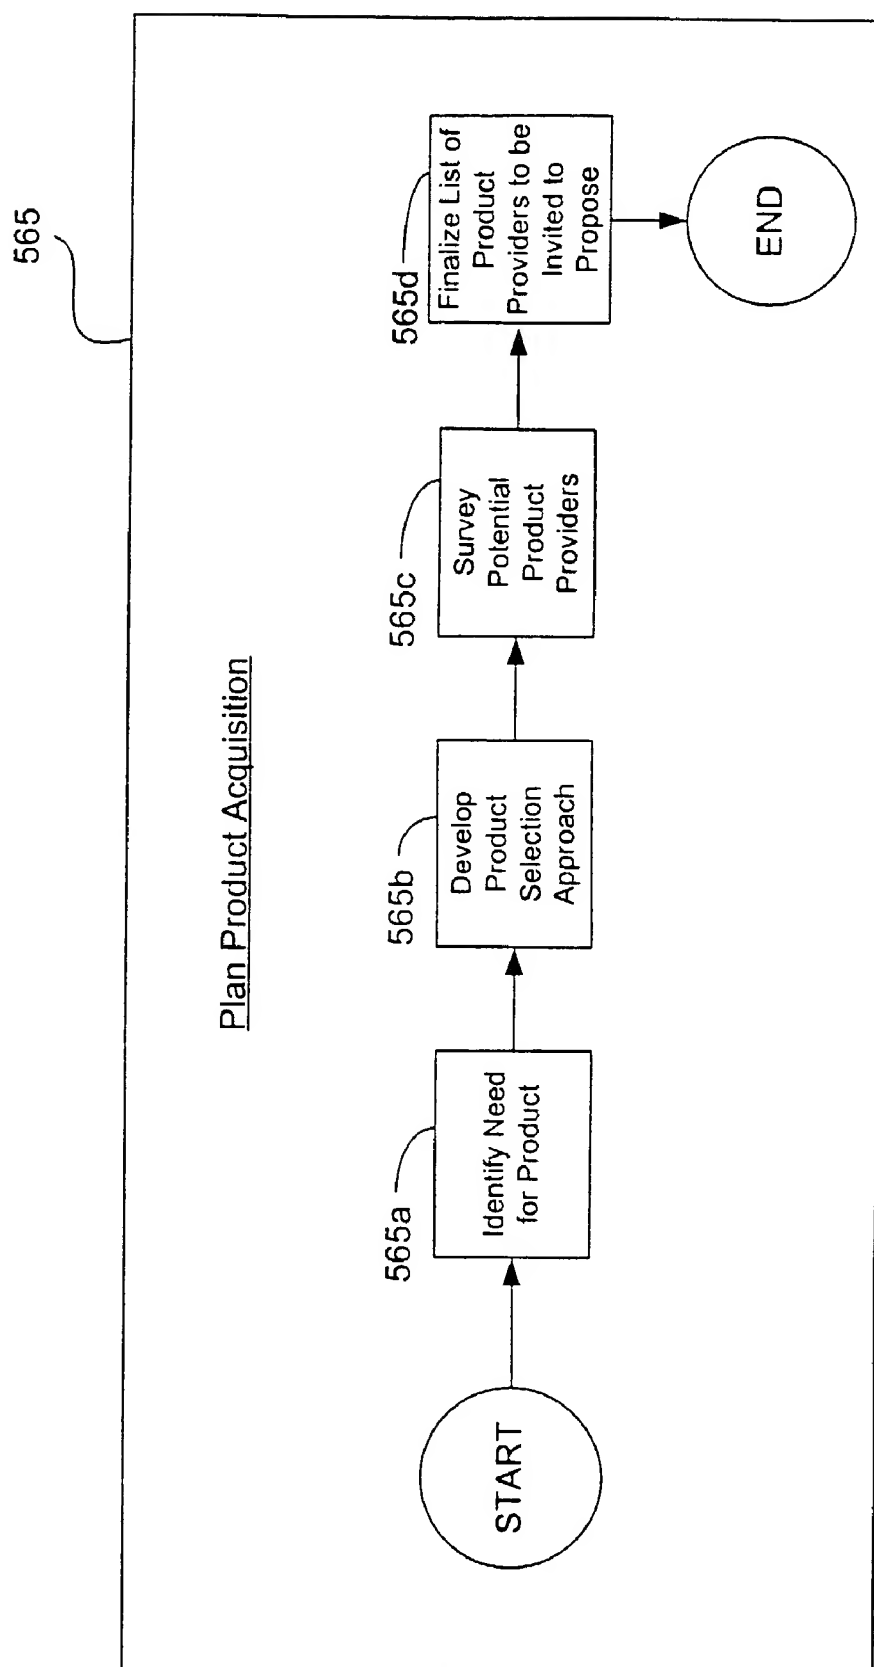 565
Plan Product Acquisition
START
565a
Identify Need
for Product
565b
Develop
Product
Selection
Approach
565c
Survey
Potential
Product
Providers
565d
Finalize List of
Product
Providers to be
Invited to
Propose
END